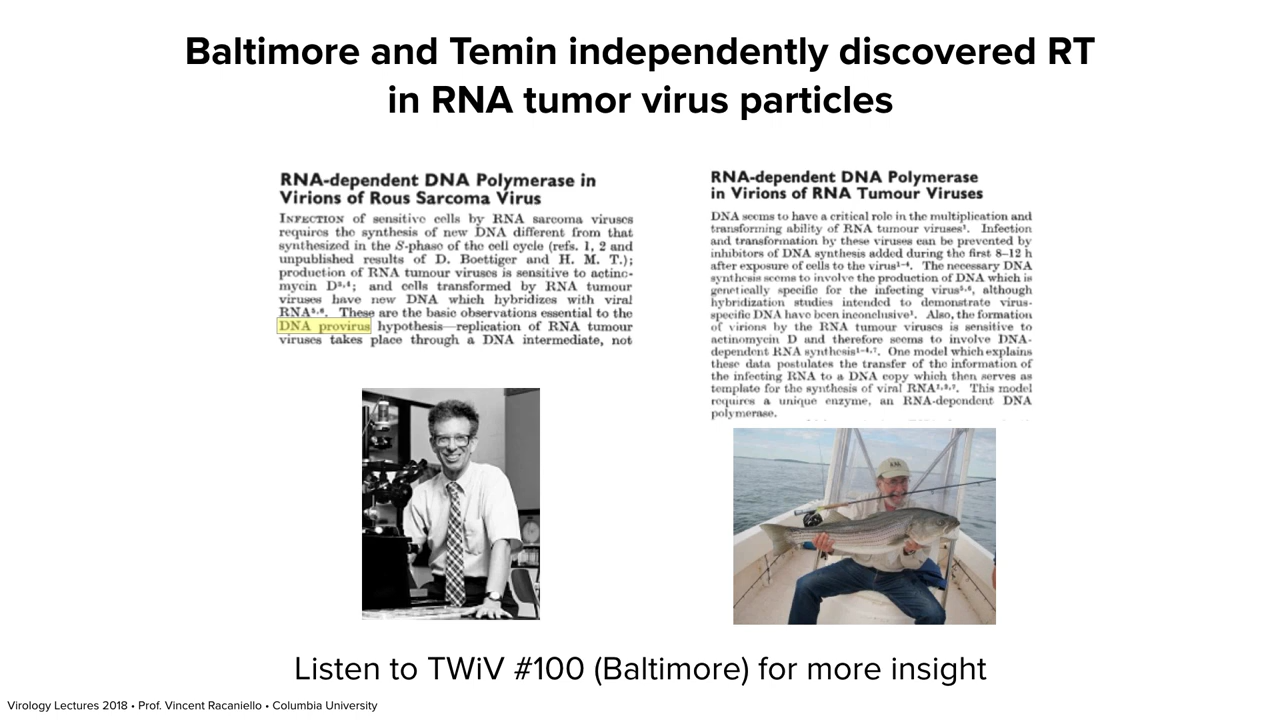 Baltimore and Temin independently discovered RT
in RNA tumor virus particles
RNA-dependent DNA Polymerase in
Virions of Rous Sarcoma Virus
INFECTION of sensitive cells by RNA sarcoma viruses
requires the synthesis of new DNA different from that
synthesized in the S-phase of the cell cycle (refs. 1, 2 and
unpublished results of D. Boettiger and H. M. T.);
production of RNA tumour viruses is sensitive to actino-
mycin D³,⁴; and cells transformed by RNA tumour
viruses have new DNA which hybridizes with viral
RNA⁵,⁶. These are the basic observations essential to the
DNA provirus hypothesis—replication of RNA tumour
viruses takes place through a DNA intermediate, not
RNA-dependent DNA Polymerase
in Virions of RNA Tumour Viruses
DNA seems to have a critical role in the multiplication and
transforming ability of RNA tumour viruses¹. Infection
and transformation by these viruses can be prevented by
inhibitors of DNA synthesis added during the first 8–12 h
after exposure of cells to the virus¹⁻⁴. The necessary DNA
synthesis seems to involve the production of DNA which is
genetically specific for the infecting virus⁵,⁶, although
hybridization studies intended to demonstrate virus-
specific DNA have been inconclusive¹. Also, the formation
of virions by the RNA tumour viruses is sensitive to
actinomycin D and therefore seems to involve DNA-
dependent RNA synthesis¹⁻⁴,⁷. One model which explains
these data postulates the transfer of the information of
the infecting RNA to a DNA copy which then serves as
template for the synthesis of viral RNA¹,²,⁷. This model
requires a unique enzyme, an RNA-dependent DNA
polymerase.
Listen to TWiV #100 (Baltimore) for more insight
Virology Lectures 2018 • Prof. Vincent Racaniello • Columbia University